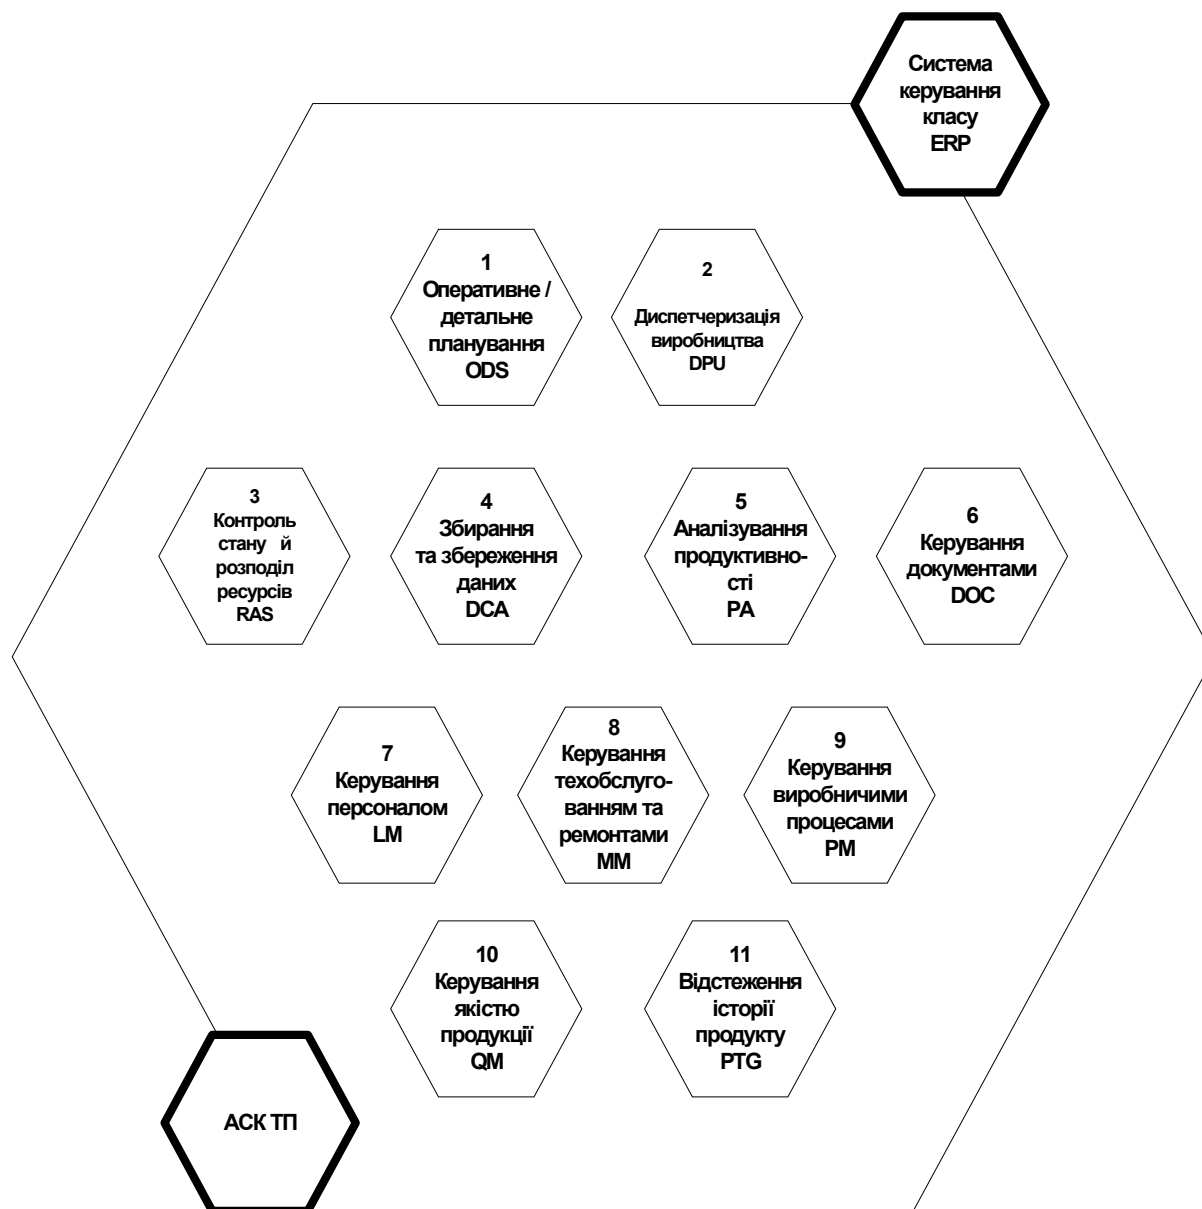 Система
керування
класу
ERP
1
Оперативне /
детальне
планування
ODS
2
Диспетчеризація
виробництва
DPU
3
Контроль
стану й
розподіл
ресурсів
RAS
4
Збирання
та збереження
даних
DCA
5
Аналізування
продуктивно-
сті
PA
6
Керування
документами
DOC
7
Керування
персоналом
LM
8
Керування
техобслуго-
ванням та
ремонтами
MM
9
Керування
виробничими
процесами
PM
10
Керування
якістю
продукції
QM
11
Відстеження
історії
продукту
PTG
АСК ТП